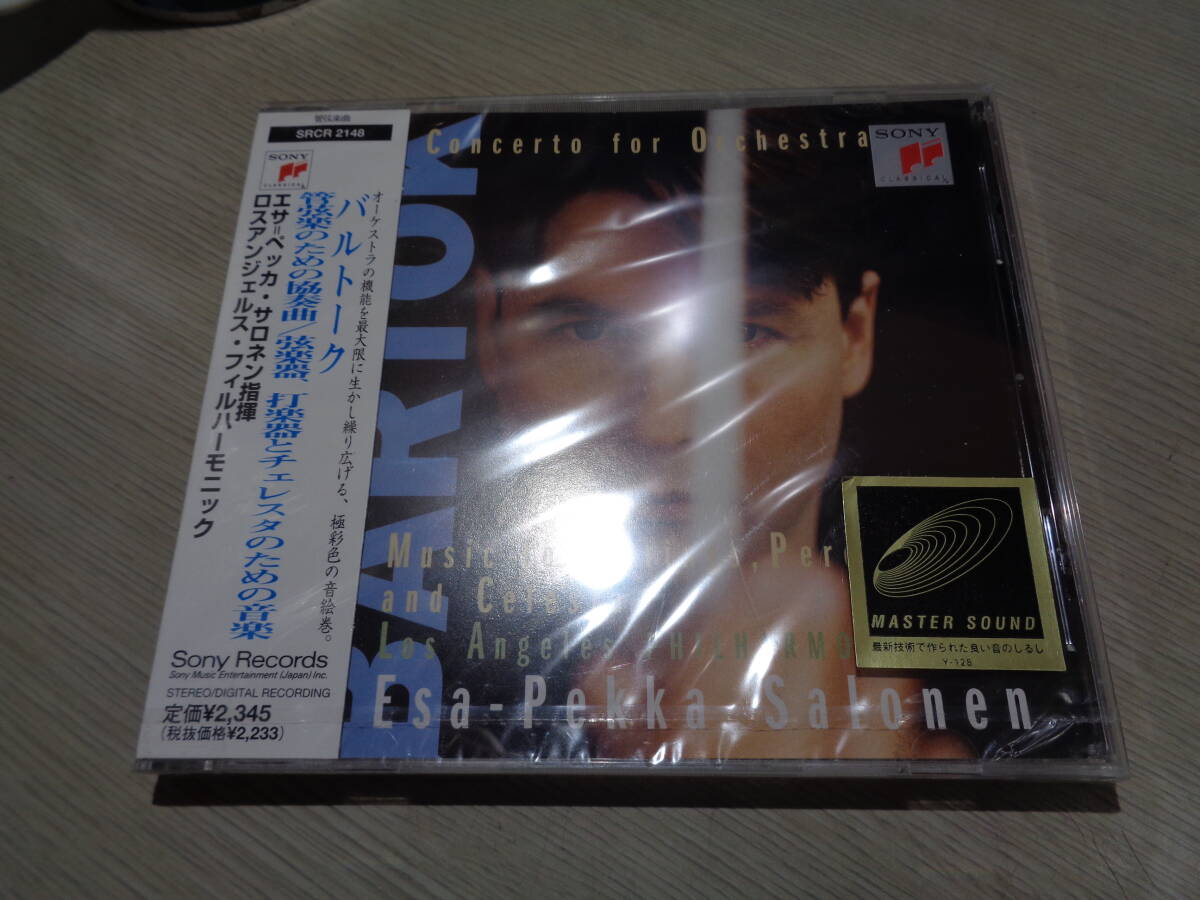 管弦楽曲
SRCR 2148
SONY
CLASSICAL
オーケストラの機能を最大限に生かし繰り広げる、極彩色の音絵巻。
バルトーク
管弦楽のための協奏曲/弦楽器、打楽器とチェレスタのための音楽
エサ=ペッカ・サロネン指揮
ロスアンジェルス・フィルハーモニック
Sony Records
Sony Music Entertainment (Japan) Inc.
STEREO/DIGITAL RECORDING
定価¥2,345
(税抜価格¥2,233)
BARTOK
Concerto for Orchestra
SONY
CLASSICAL
Music
and
Los Angeles
Esa-Pekka Salonen
MASTER SOUND
最新技術で作られた良い音のしるし
Y-128